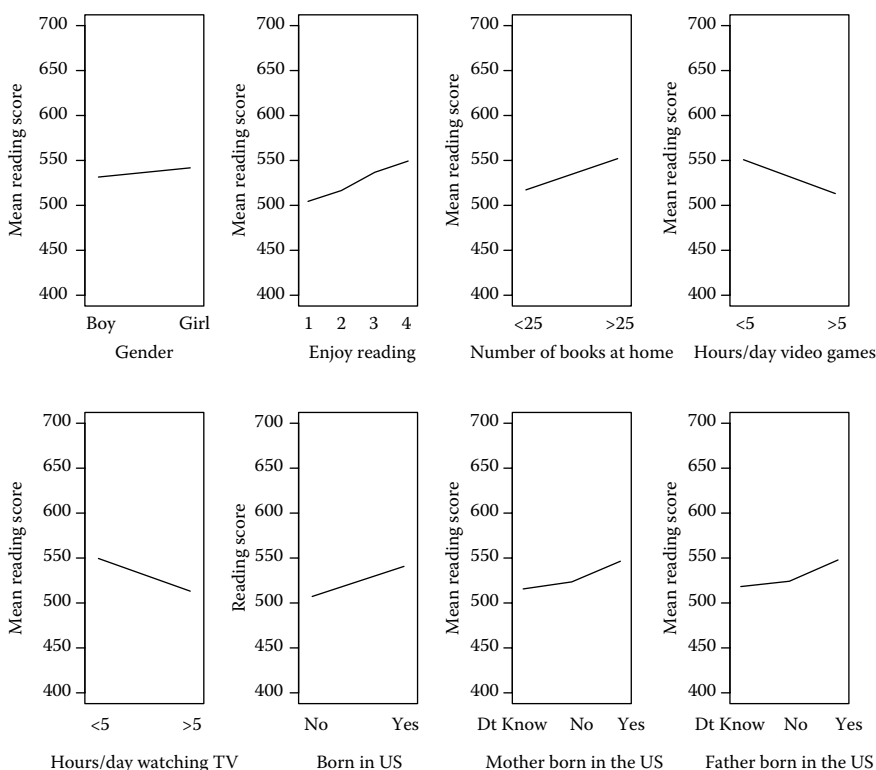 Mean reading score
700
650
600
550
500
450
400
Boy Girl
Gender
Mean reading score
700
650
600
550
500
450
400
1 2 3 4
Enjoy reading
Mean reading score
700
650
600
550
500
450
400
<25 >25
Number of books at home
Mean reading score
700
650
600
550
500
450
400
<5 >5
Hours/day video games
Mean reading score
700
650
600
550
500
450
400
<5 >5
Hours/day watching TV
Reading score
700
650
600
550
500
450
400
No Yes
Born in US
Mean reading score
700
650
600
550
500
450
400
Dt Know No Yes
Mother born in the US
Mean reading score
700
650
600
550
500
450
400
Dt Know No Yes
Father born in the US